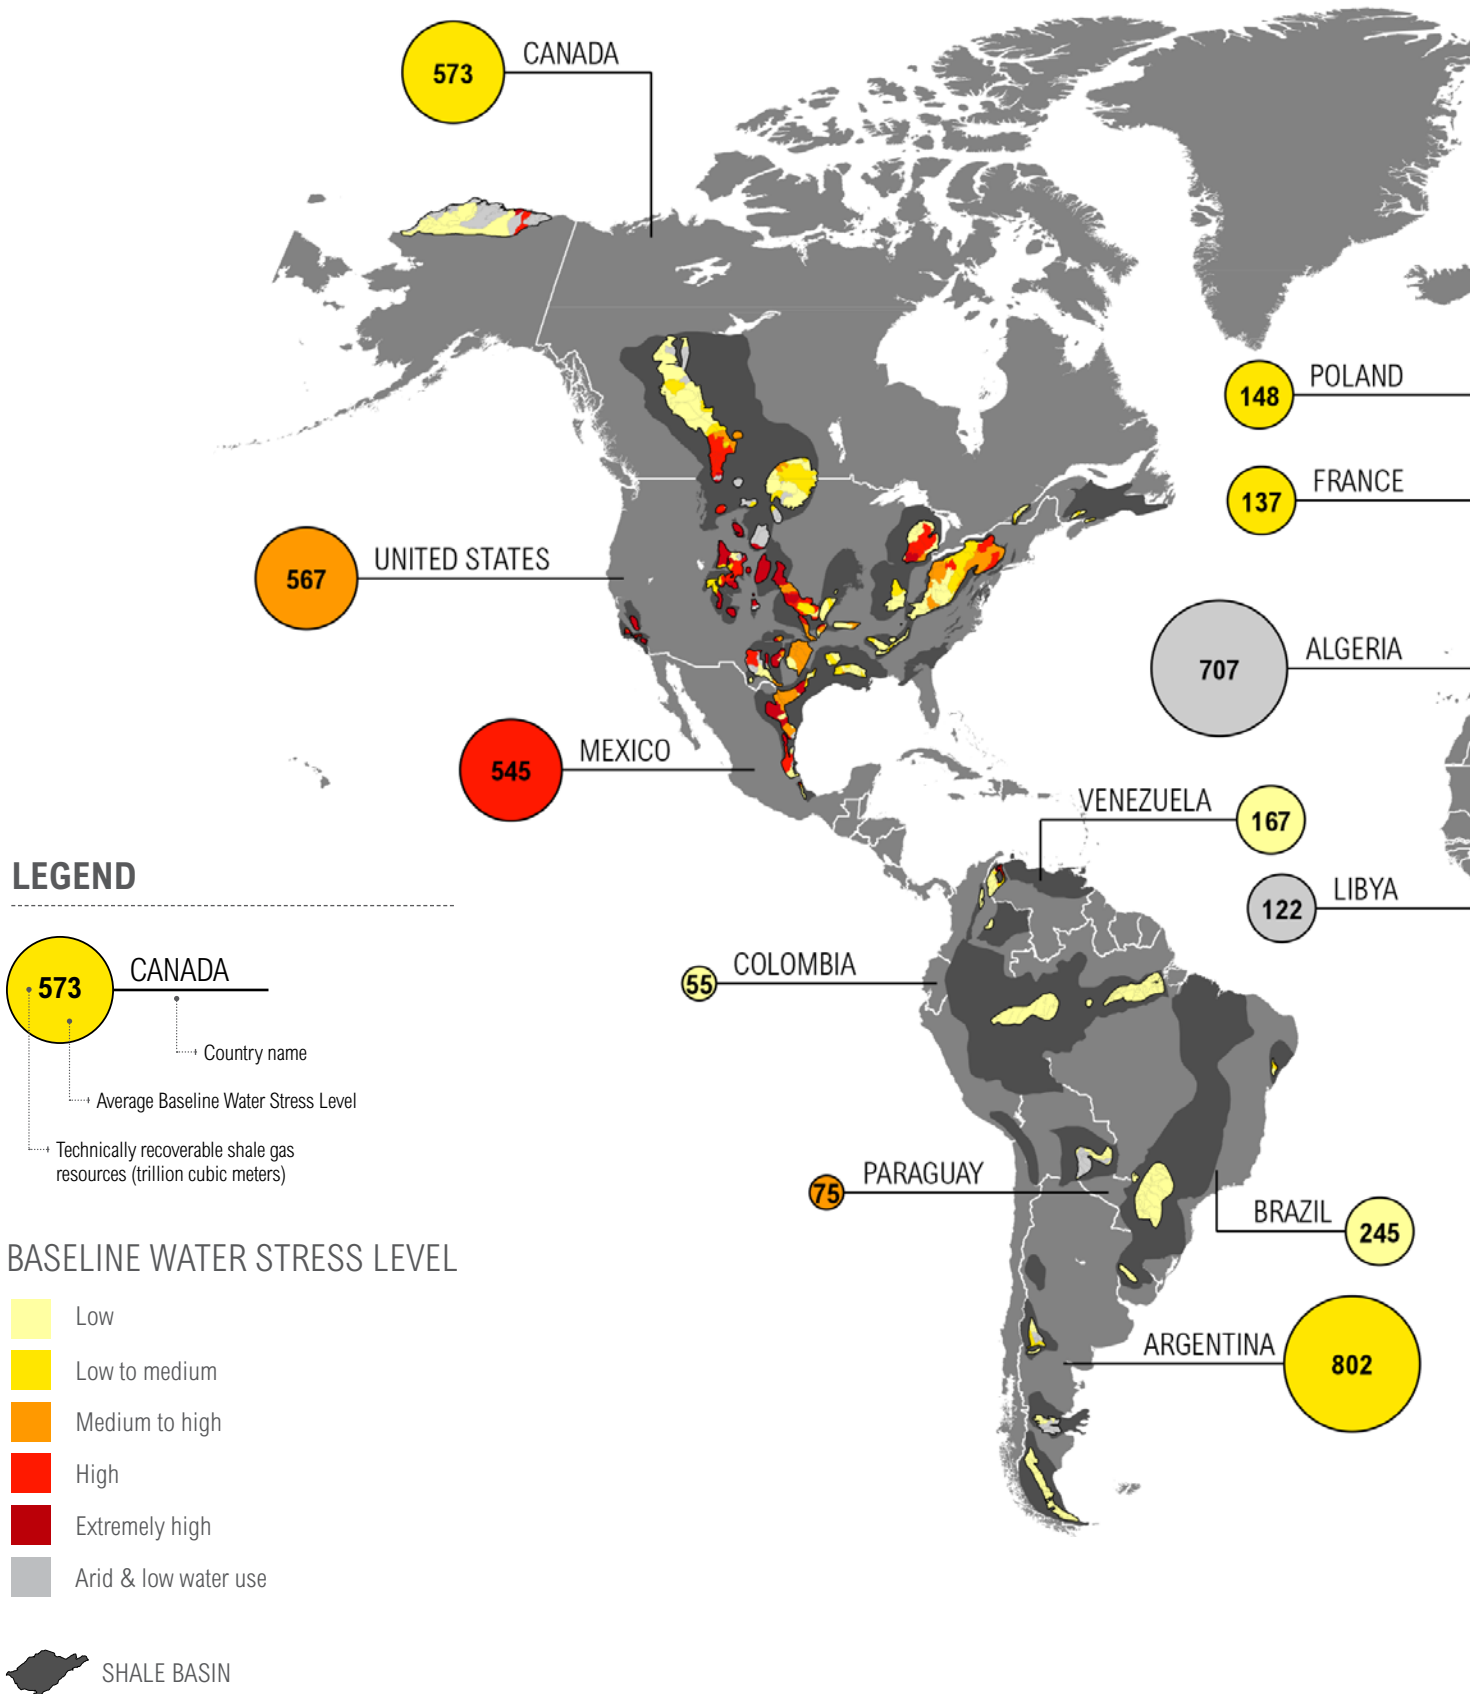 573
CANADA
POLAND
148
FRANCE
137
UNITED STATES
567
ALGERIA
707
MEXICO
545
VENEZUELA
167
LIBYA
122
COLOMBIA
55
PARAGUAY
75
BRAZIL
245
ARGENTINA
802
LEGEND
573
CANADA
Country name
Average Baseline Water Stress Level
Technically recoverable shale gas
resources (trillion cubic meters)
BASELINE WATER STRESS LEVEL
Low
Low to medium
Medium to high
High
Extremely high
Arid & low water use
SHALE BASIN